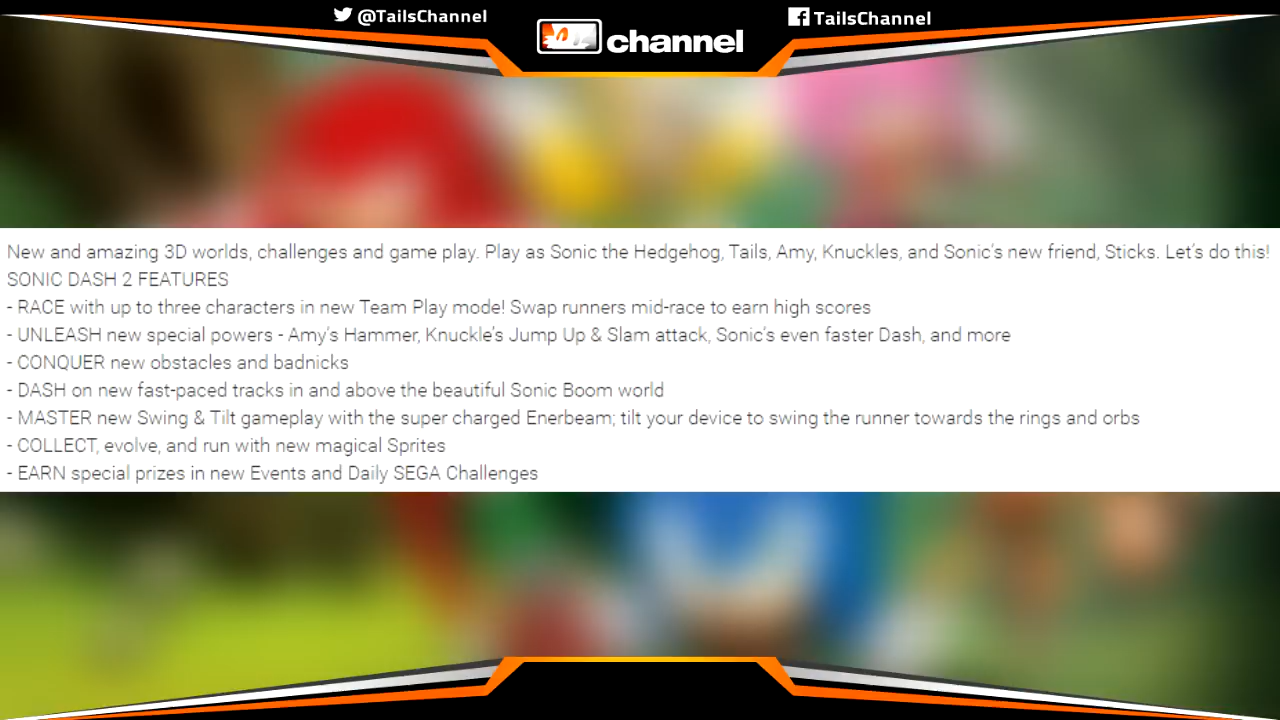 @TailsChannel
channel
TailsChannel
New and amazing 3D worlds, challenges and game play. Play as Sonic the Hedgehog, Tails, Amy, Knuckles, and Sonic's new friend, Sticks. Let's do this!
SONIC DASH 2 FEATURES
- RACE with up to three characters in new Team Play mode! Swap runners mid-race to earn high scores
- UNLEASH new special powers - Amy's Hammer, Knuckle's Jump Up & Slam attack, Sonic's even faster Dash, and more
- CONQUER new obstacles and badnicks
- DASH on new fast-paced tracks in and above the beautiful Sonic Boom world
- MASTER new Swing & Tilt gameplay with the super charged Enerbeam; tilt your device to swing the runner towards the rings and orbs
- COLLECT, evolve, and run with new magical Sprites
- EARN special prizes in new Events and Daily SEGA Challenges